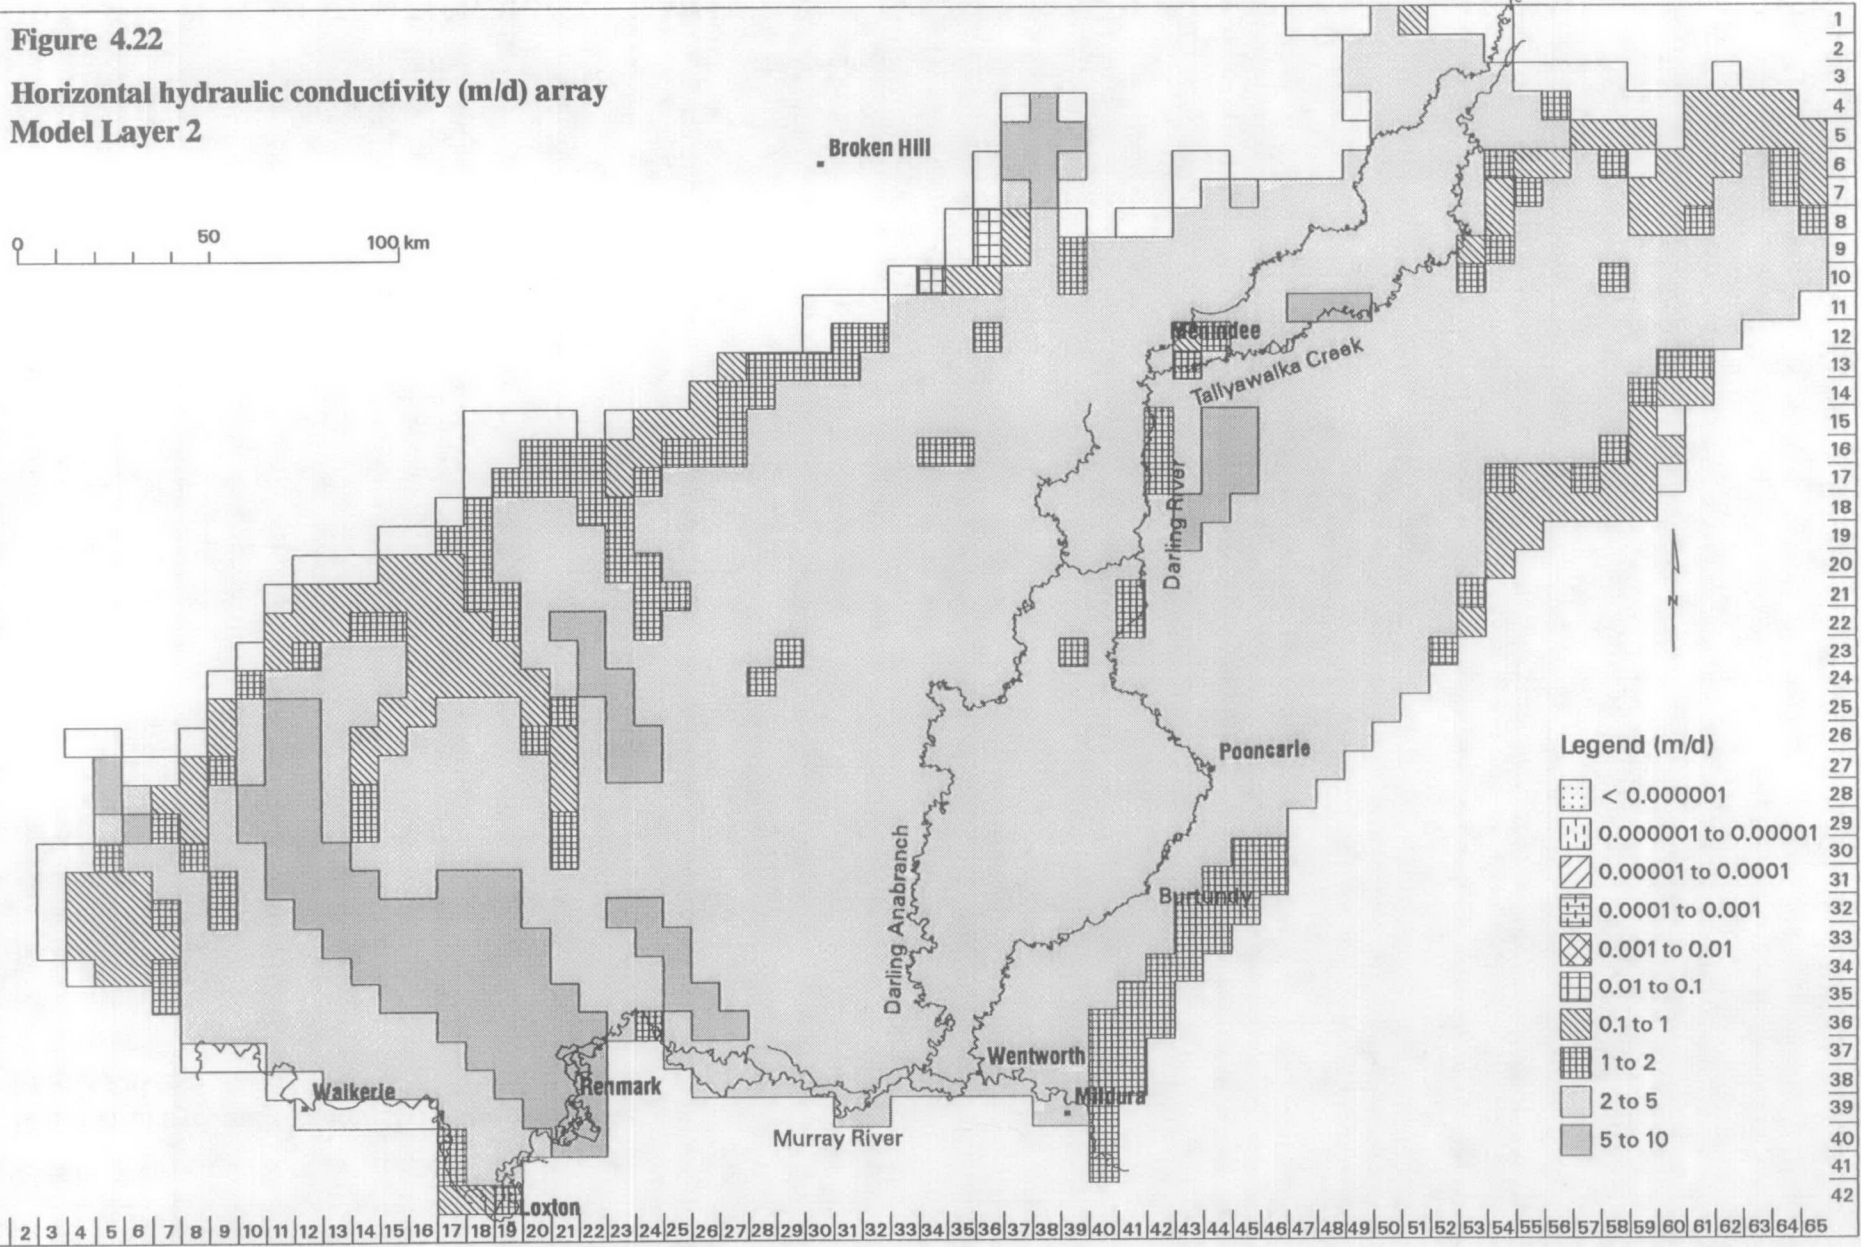 Figure 4.22
Horizontal hydraulic conductivity (m/d) array
Model Layer 2
Broken Hill
0 50 100 km
Menindee
Tallyawalka Creek
Darling River
N
Pooncarie
Burtundy
Darling Anabranch
Wentworth
Mildura
Renmark
Waikerie
Murray River
Loxton
Legend (m/d)
< 0.000001
0.000001 to 0.00001
0.00001 to 0.0001
0.0001 to 0.001
0.001 to 0.01
0.01 to 0.1
0.1 to 1
1 to 2
2 to 5
5 to 10
1
2
3
4
5
6
7
8
9
10
11
12
13
14
15
16
17
18
19
20
21
22
23
24
25
26
27
28
29
30
31
32
33
34
35
36
37
38
39
40
41
42
2 3 4 5 6 7 8 9 10 11 12 13 14 15 16 17 18 19 20 21 22 23 24 25 26 27 28 29 30 31 32 33 34 35 36 37 38 39 40 41 42 43 44 45 46 47 48 49 50 51 52 53 54 55 56 57 58 59 60 61 62 63 64 65